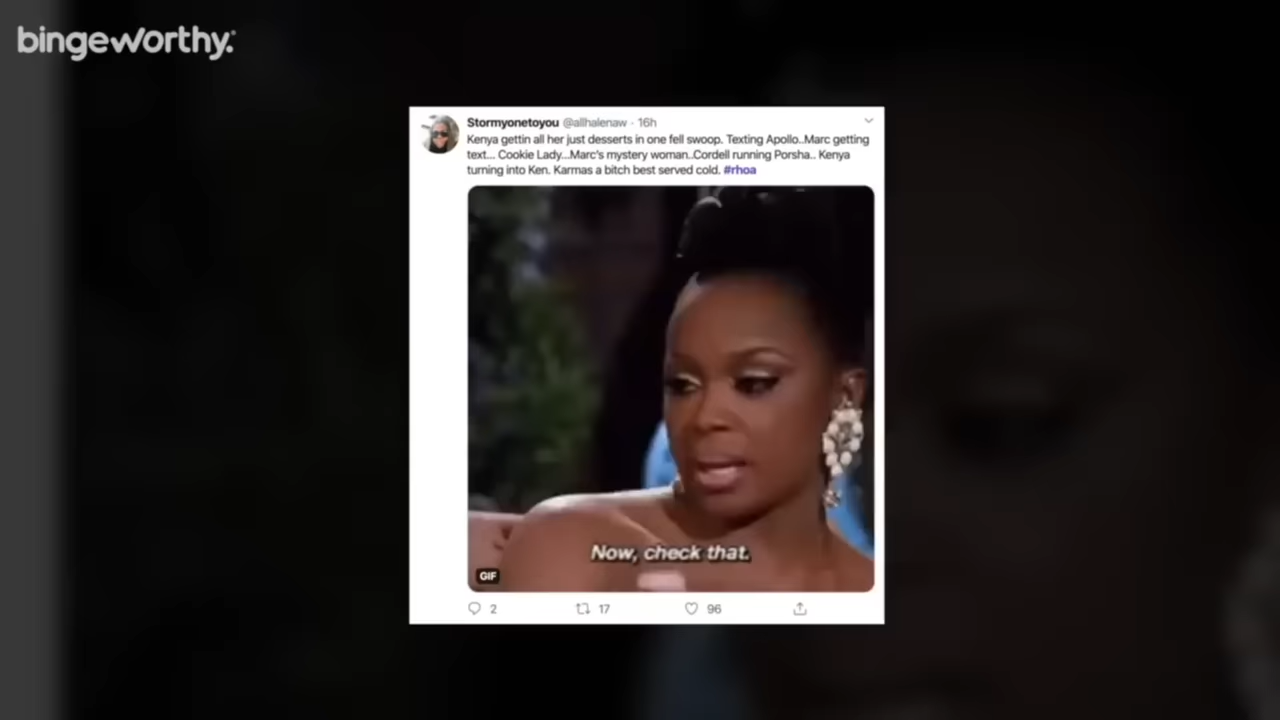 bingeworthy.
Stormyonetoyou @allhalenaw · 16h
Kenya gettin all her just desserts in one fell swoop. Texting Apollo..Marc getting
text... Cookie Lady...Marc's mystery woman..Cordell running Porsha.. Kenya
turning into Ken. Karmas a bitch best served cold. #rhoa
Now, check that.
GIF
2 17 96